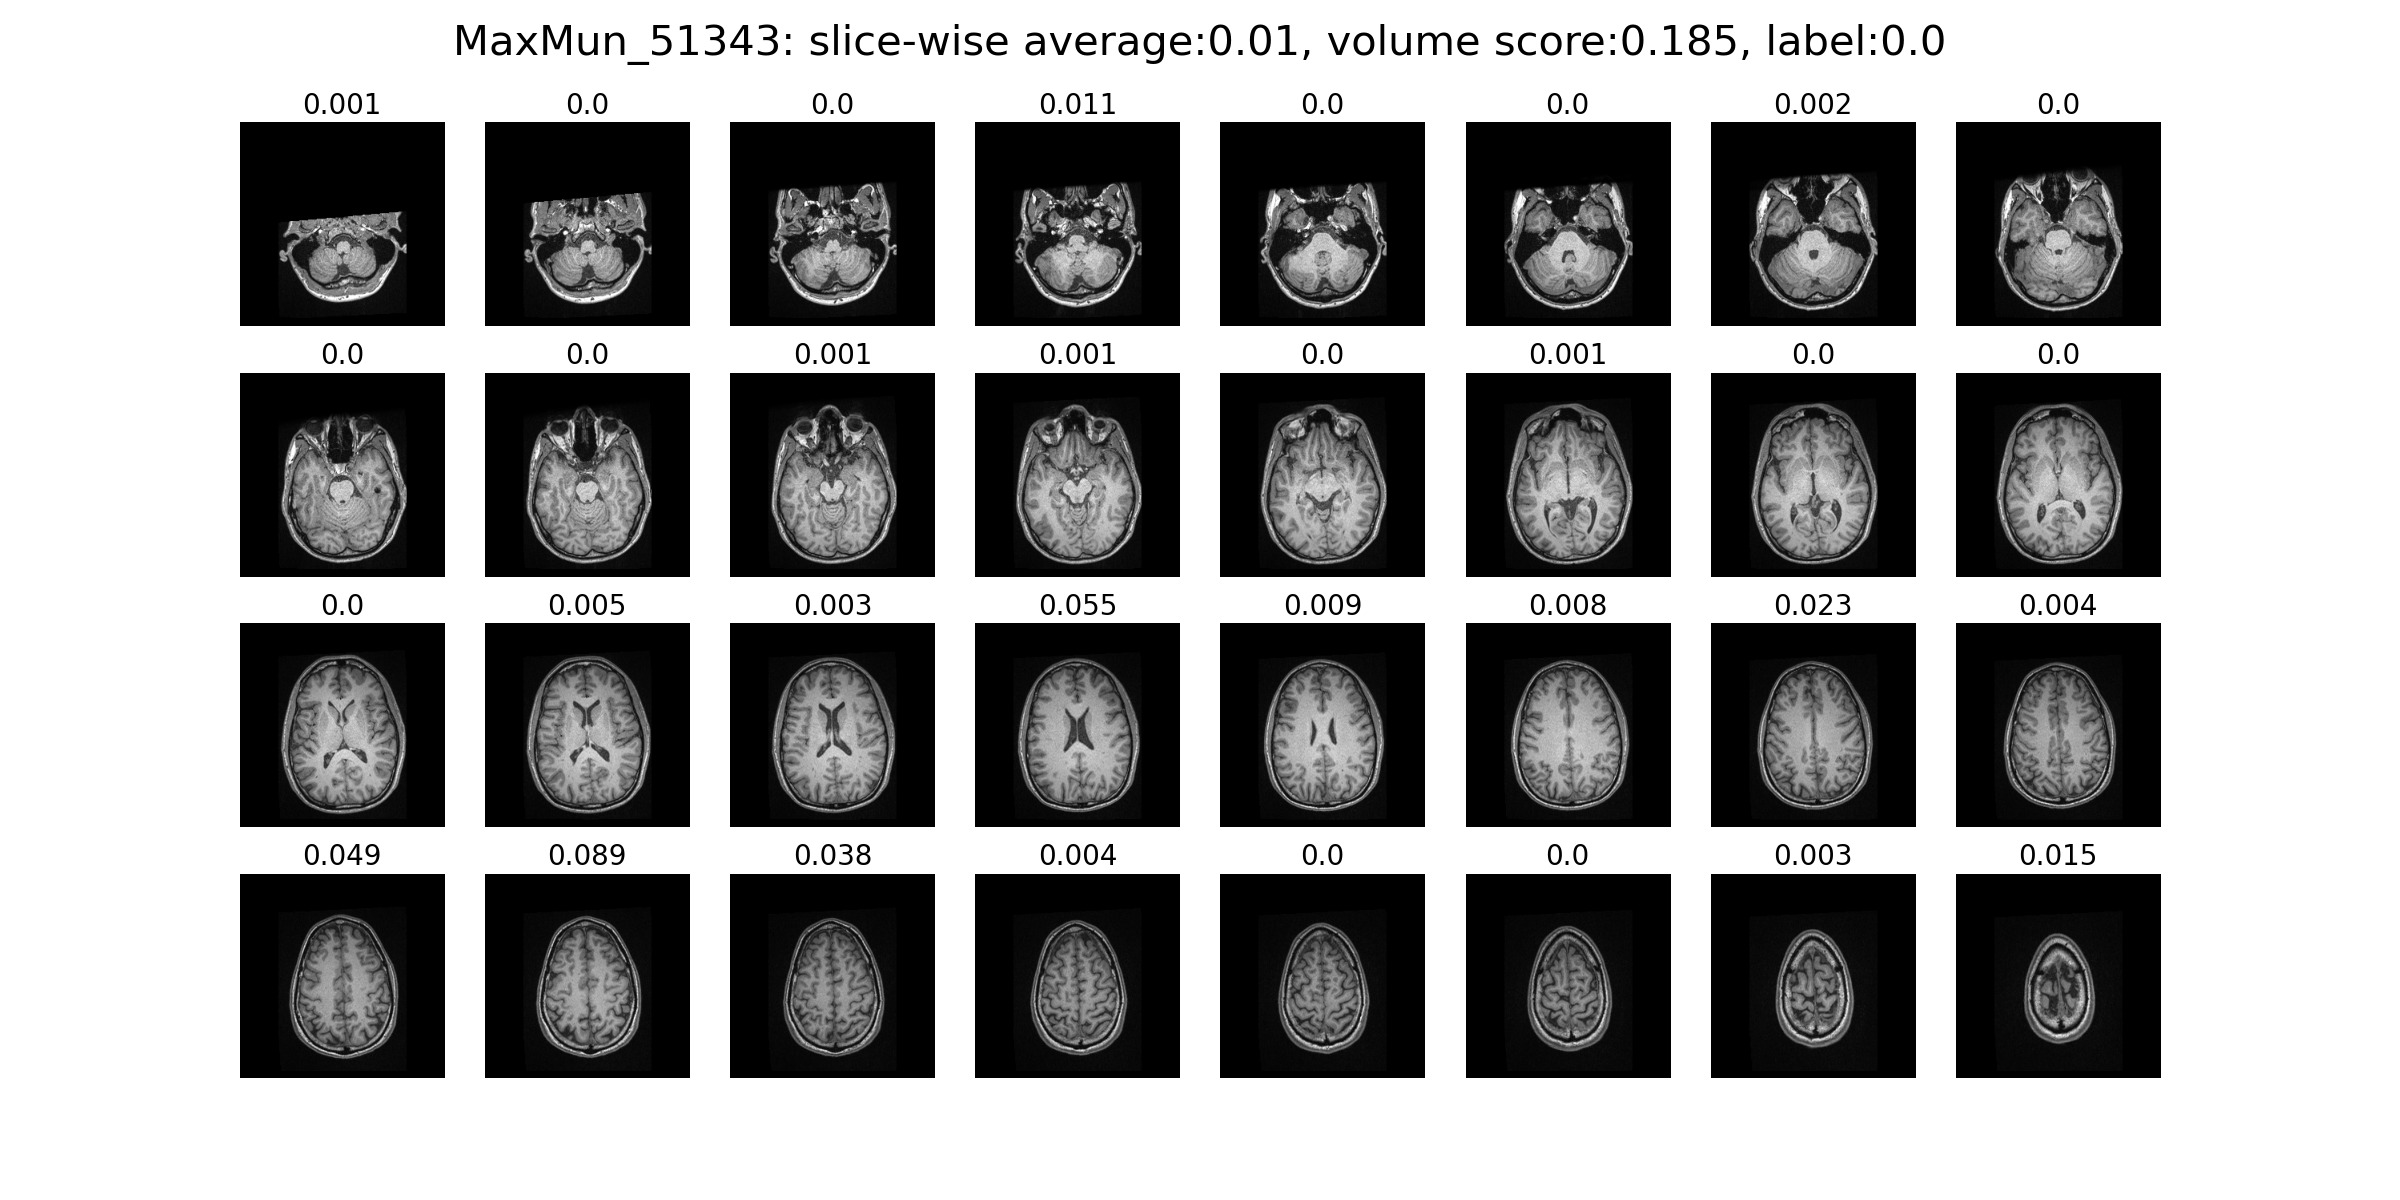 MaxMun_51343: slice-wise average:0.01, volume score:0.185, label:0.0
0.001 0.0 0.0 0.011 0.0 0.0 0.002 0.0
0.0 0.0 0.001 0.001 0.0 0.001 0.0 0.0
0.0 0.005 0.003 0.055 0.009 0.008 0.023 0.004
0.049 0.089 0.038 0.004 0.0 0.0 0.003 0.015